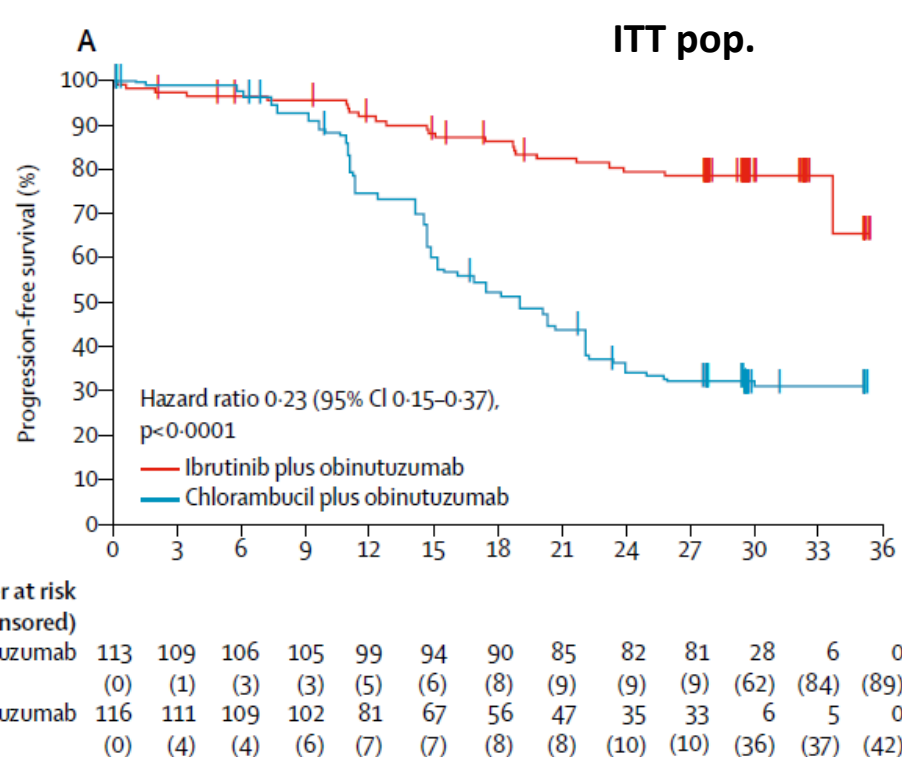 A
ITT pop.
Progression-free survival (%)
100
90
80
70
60
50
40
30
20
10
0
Hazard ratio 0·23 (95% CI 0·15–0·37),
p<0·0001
Ibrutinib plus obinutuzumab
Chlorambucil plus obinutuzumab
0 3 6 9 12 15 18 21 24 27 30 33 36
r at risk
nsored)
uzumab 113 109 106 105 99 94 90 85 82 81 28 6 0
(0) (1) (3) (3) (5) (6) (8) (9) (9) (9) (62) (84) (89)
uzumab 116 111 109 102 81 67 56 47 35 33 6 5 0
(0) (4) (4) (6) (7) (7) (8) (8) (10) (10) (36) (37) (42)